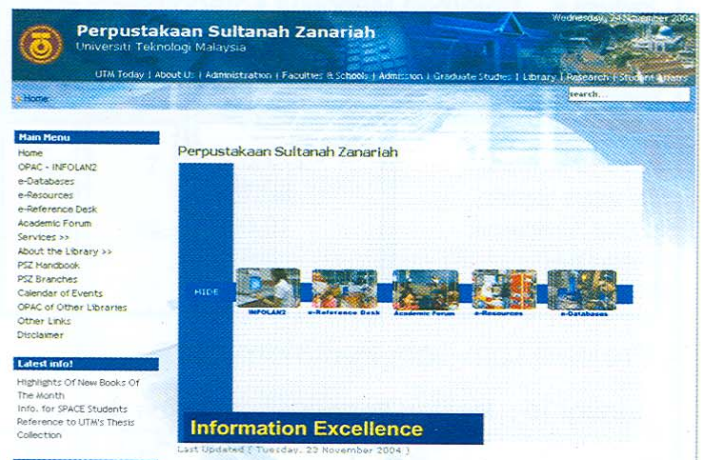 Wednesday, 24 November 2004
Perpustakaan Sultanah Zanariah
Universiti Teknologi Malaysia
UTM Today | About Us | Administration | Faculties & Schools | Admission | Graduate Studies | Library | Research | Student Affairs
Home
search...
Main Menu
Home
OPAC - INFOLAN2
e-Databases
e-Resources
e-Reference Desk
Academic Forum
Services >>
About the Library >>
PSZ Handbook
PSZ Branches
Calendar of Events
OPAC of Other Libraries
Other Links
Disclaimer
Latest info!
Highlights Of New Books Of
The Month
Info. for SPACE Students
Reference to UTM's Thesis
Collection
Perpustakaan Sultanah Zanariah
HIDE
INFOLAN2 e-Reference Desk Academic Forum e-Resources e-Databases
Information Excellence
Last Updated ( Tuesday, 23 November 2004 )